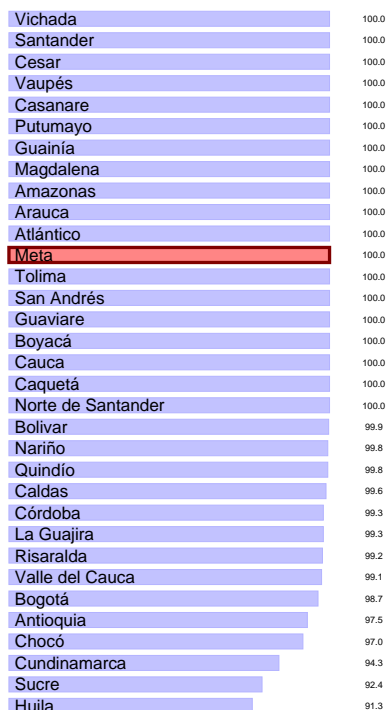 Vichada 100.0
Santander 100.0
Cesar 100.0
Vaupés 100.0
Casanare 100.0
Putumayo 100.0
Guainía 100.0
Magdalena 100.0
Amazonas 100.0
Arauca 100.0
Atlántico 100.0
Meta 100.0
Tolima 100.0
San Andrés 100.0
Guaviare 100.0
Boyacá 100.0
Cauca 100.0
Caquetá 100.0
Norte de Santander 100.0
Bolivar 99.9
Nariño 99.8
Quindío 99.8
Caldas 99.6
Córdoba 99.3
La Guajira 99.3
Risaralda 99.2
Valle del Cauca 99.1
Bogotá 98.7
Antioquia 97.5
Chocó 97.0
Cundinamarca 94.3
Sucre 92.4
Huila 91.3